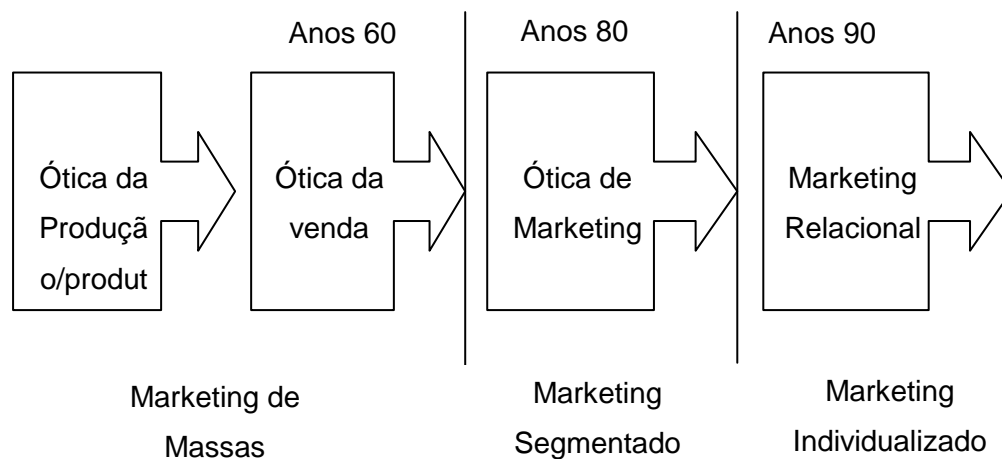 Anos 60
Anos 80
Anos 90
Ótica da
Produçã
o/produt
Ótica da
venda
Ótica de
Marketing
Marketing
Relacional
Marketing de
Massas
Marketing
Segmentado
Marketing
Individualizado